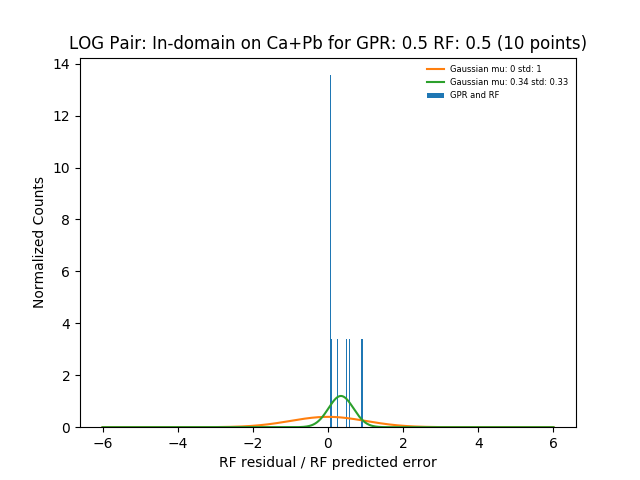 LOG Pair: In-domain on Ca+Pb for GPR: 0.5 RF: 0.5 (10 points)
Gaussian mu: 0 std: 1
Gaussian mu: 0.34 std: 0.33
GPR and RF
Normalized Counts
14
12
10
8
6
4
2
0
−6 −4 −2 0 2 4 6
RF residual / RF predicted error